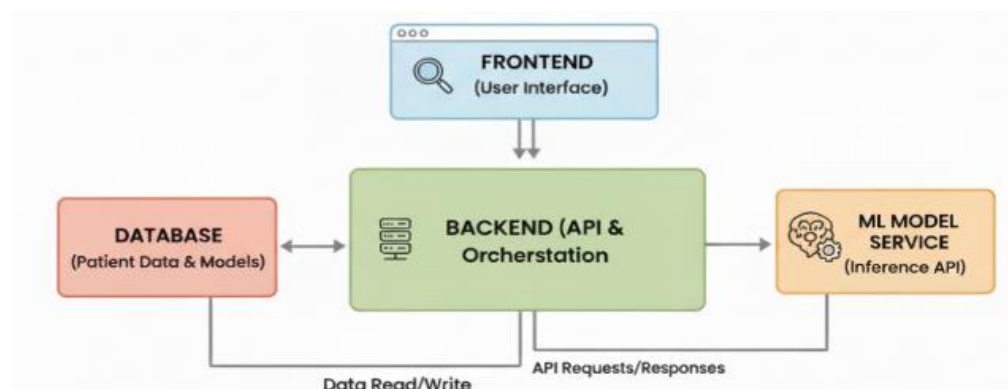 FRONTEND
(User Interface)
DATABASE
(Patient Data & Models)
BACKEND (API &
Orcherstation
ML MODEL
SERVICE
(Inference API)
API Requests/Responses
Data Read/Write